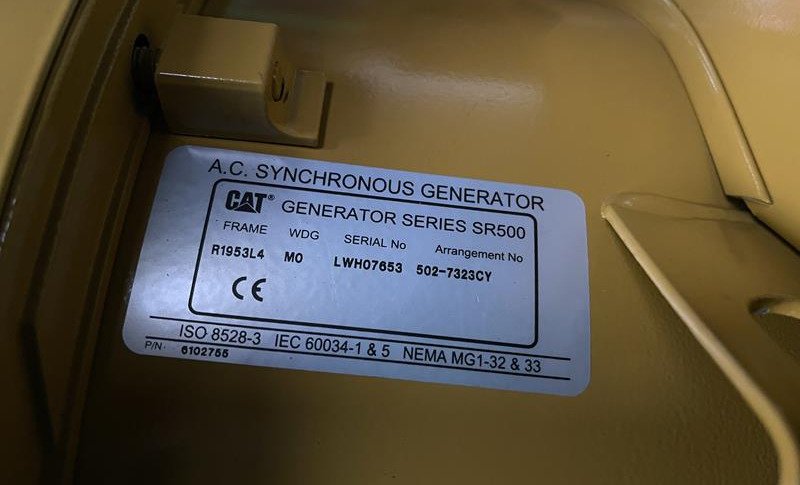 A.C. SYNCHRONOUS GENERATOR
CAT® GENERATOR SERIES SR500
FRAME WDG SERIAL No Arrangement No
R1953L4 M0 LWH07653 502-7323CY
CE
ISO 8528-3 IEC 60034-1 & 5 NEMA MG1-32 & 33
P/N· 6102755